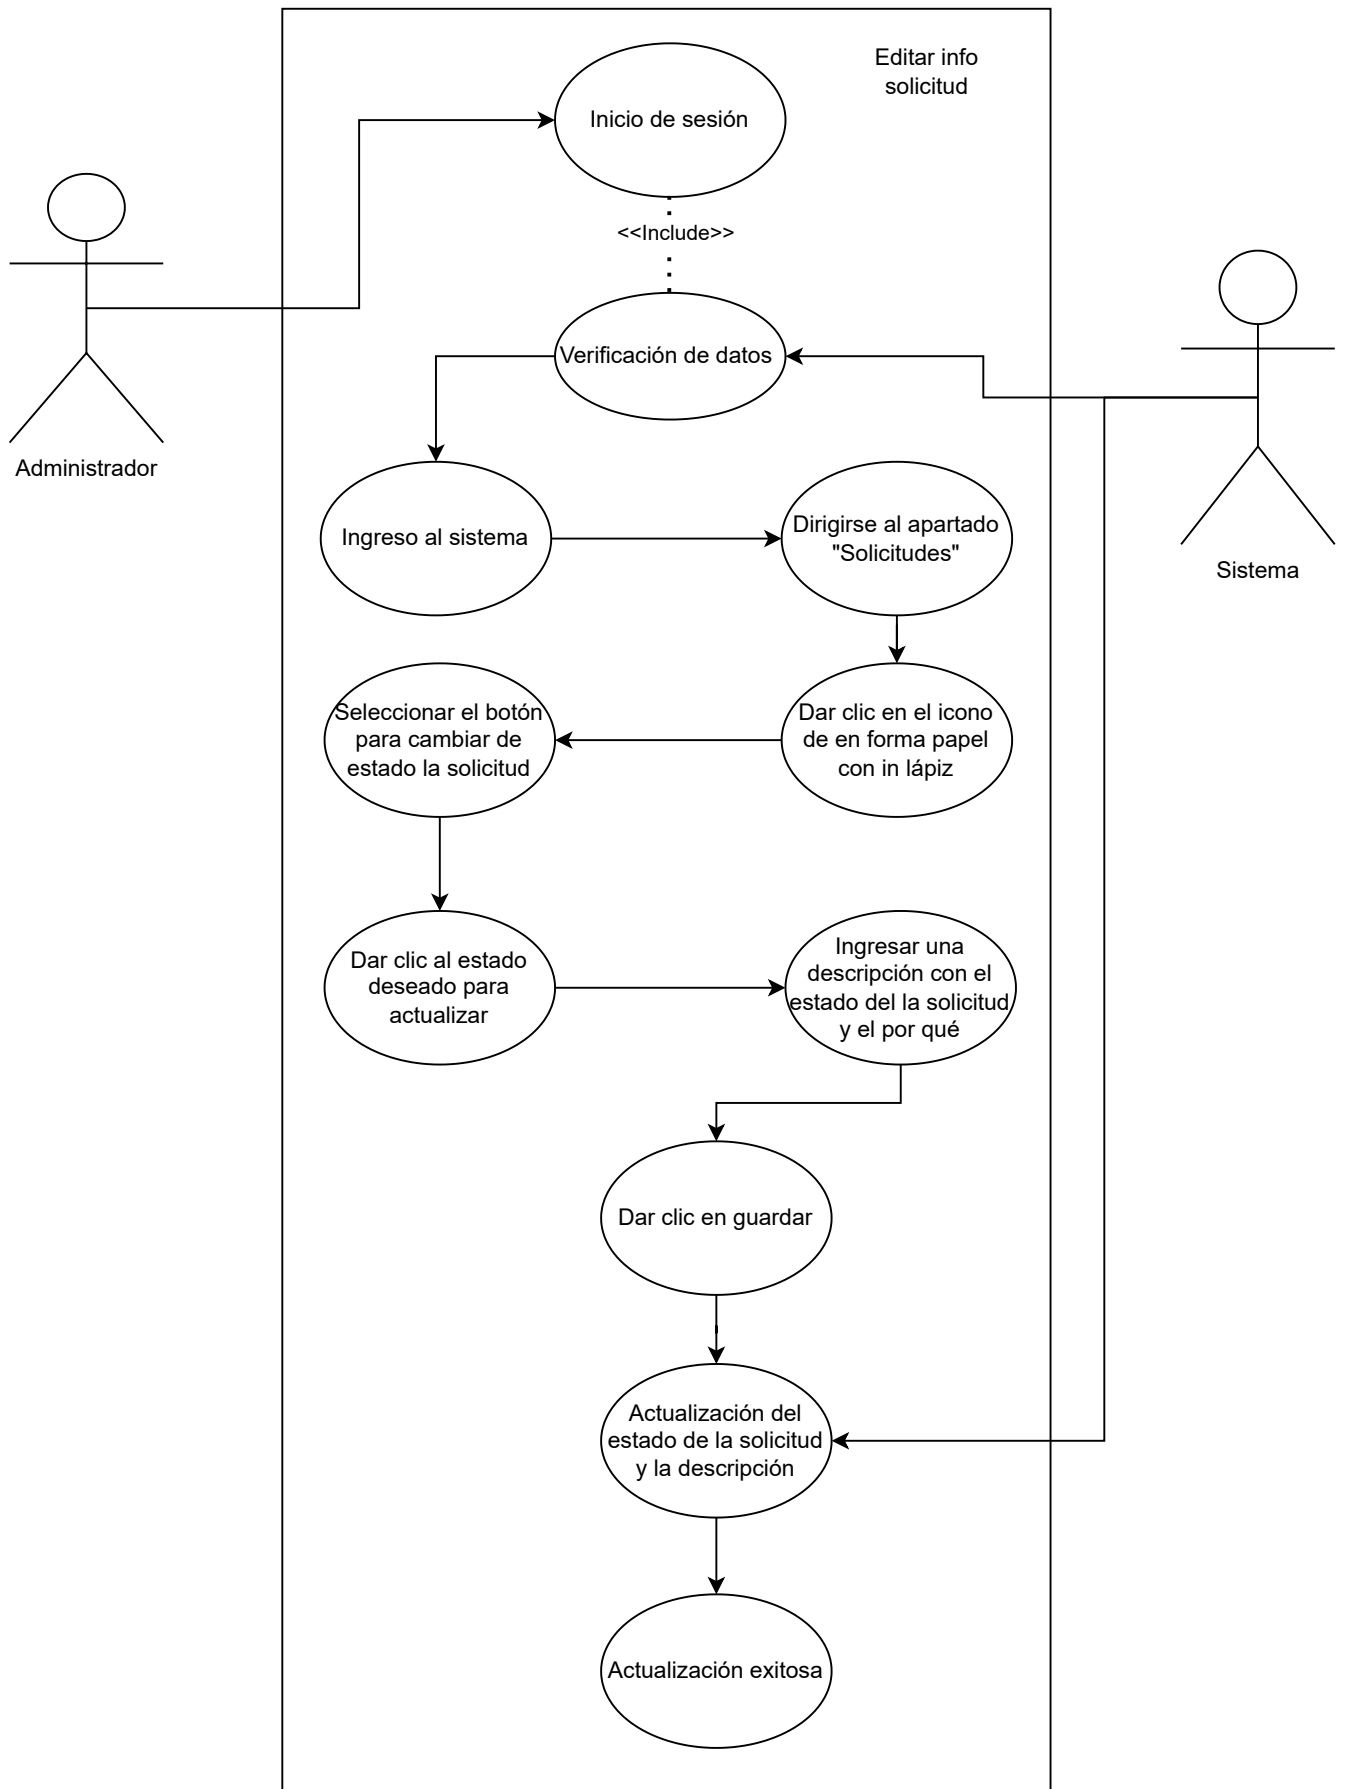 Editar info
solicitud
Inicio de sesión
<<Include>>
Verificación de datos
Administrador
Ingreso al sistema
Dirigirse al apartado
"Solicitudes"
Sistema
Seleccionar el botón
para cambiar de
estado la solicitud
Dar clic en el icono
de en forma papel
con in lápiz
Dar clic al estado
deseado para
actualizar
Ingresar una
descripción con el
estado del la solicitud
y el por qué
Dar clic en guardar
Actualización del
estado de la solicitud
y la descripción
Actualización exitosa